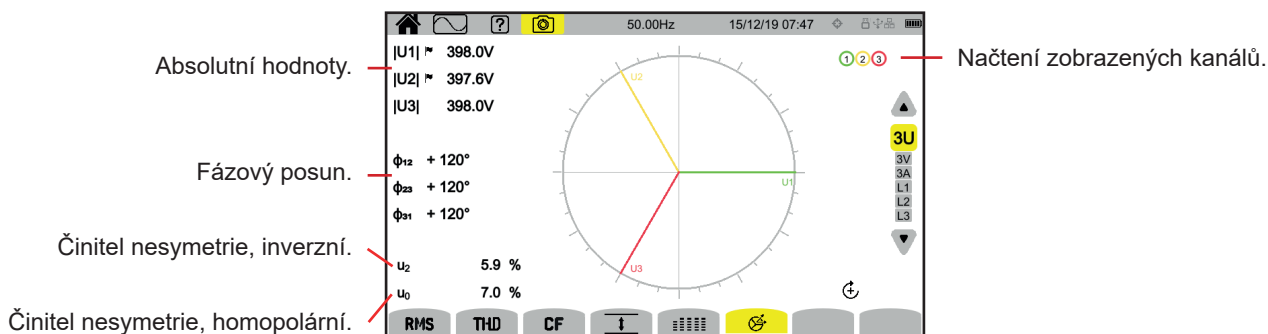 50.00Hz 15/12/19 07:47
|U1| 398.0V
|U2| 397.6V
|U3| 398.0V
ϕ12 + 120°
ϕ23 + 120°
ϕ31 + 120°
u2 5.9 %
u0 7.0 %
U2
U1
U3
1 2 3
3U
3V
3A
L1
L2
L3
RMS THD CF
Absolutní hodnoty.
Fázový posun.
Činitel nesymetrie, inverzní.
Činitel nesymetrie, homopolární.
Načtení zobrazených kanálů.